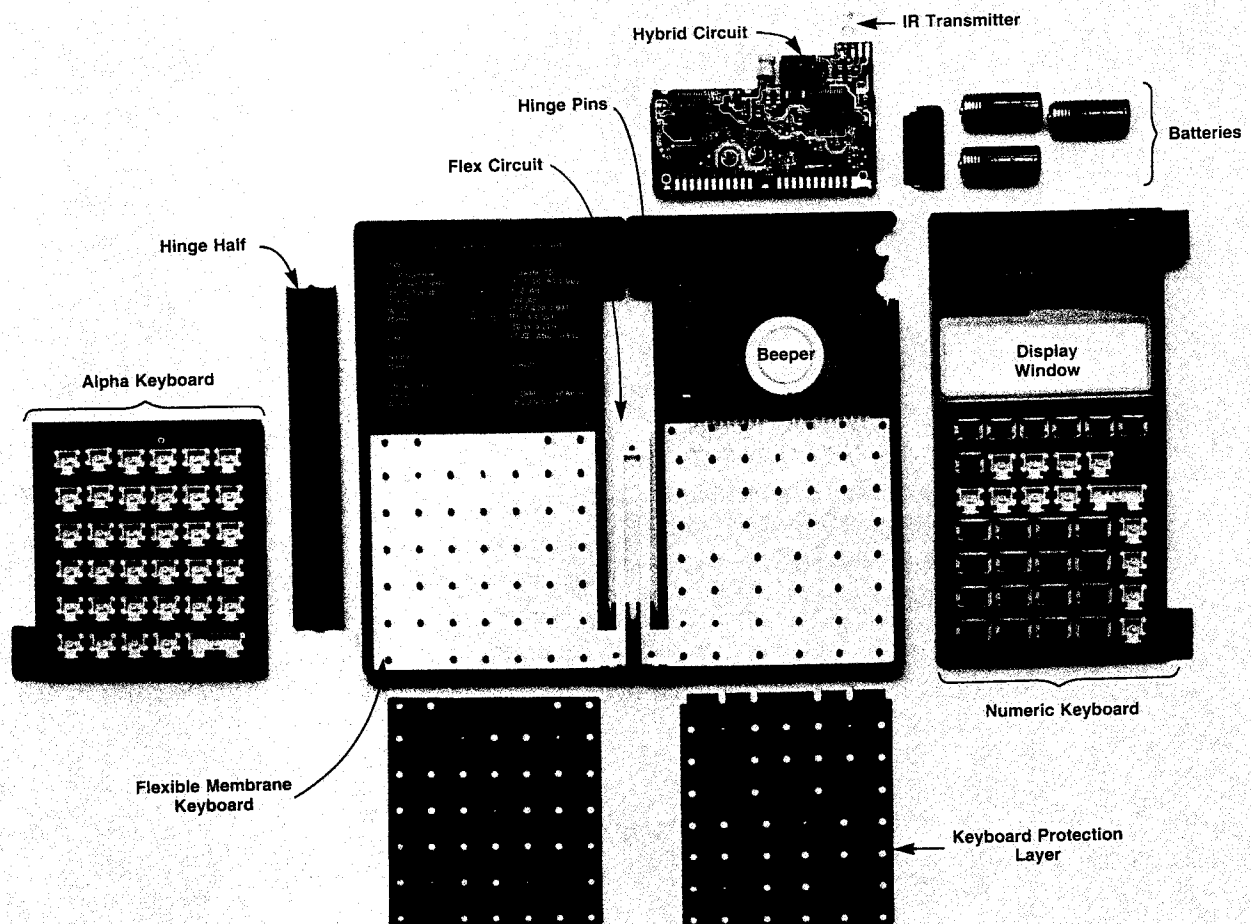 IR Transmitter
Hybrid Circuit
Hinge Pins
Batteries
Flex Circuit
Hinge Half
Beeper
Display
Window
Alpha Keyboard
Numeric Keyboard
Flexible Membrane
Keyboard
Keyboard Protection
Layer